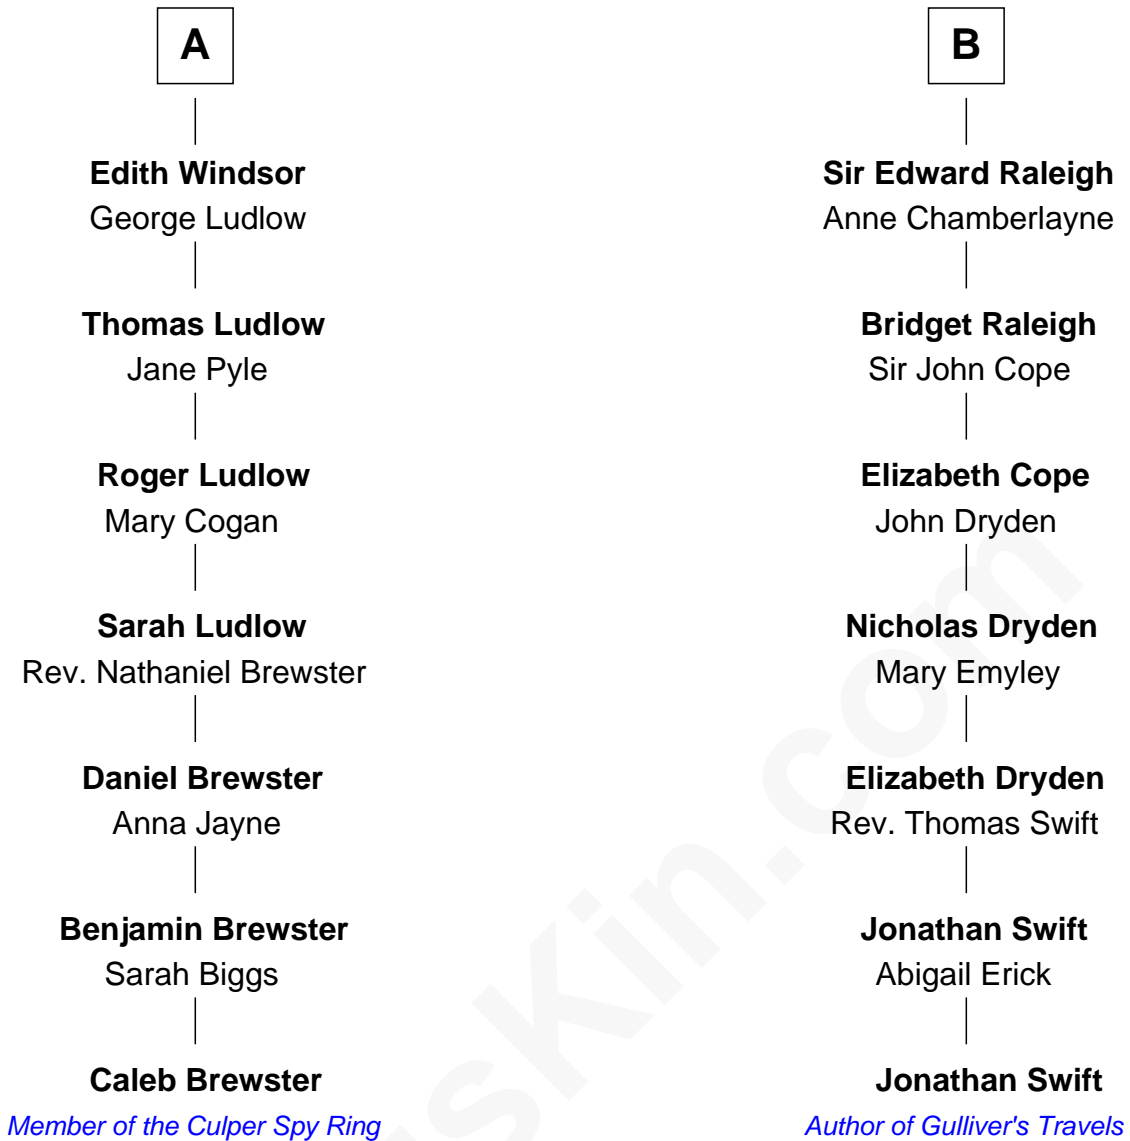 A
Edith Windsor
George Ludlow
Thomas Ludlow
Jane Pyle
Roger Ludlow
Mary Cogan
Sarah Ludlow
Rev. Nathaniel Brewster
Daniel Brewster
Anna Jayne
Benjamin Brewster
Sarah Biggs
Caleb Brewster
Member of the Culper Spy Ring
B
Sir Edward Raleigh
Anne Chamberlayne
Bridget Raleigh
Sir John Cope
Elizabeth Cope
John Dryden
Nicholas Dryden
Mary Emyley
Elizabeth Dryden
Rev. Thomas Swift
Jonathan Swift
Abigail Erick
Jonathan Swift
Author of Gulliver's Travels